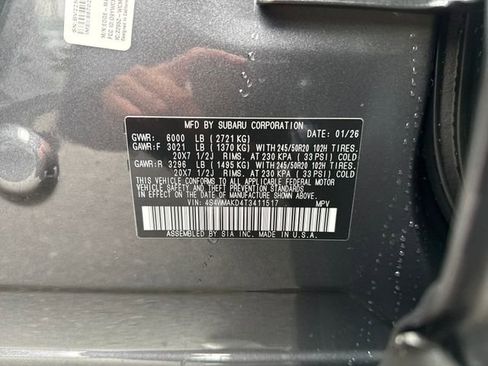 MFD BY SUBARU CORPORATION DATE: 01/26
GVWR: 6000 LB (2721 KG)
GAWR:F 3021 LB (1370 KG) WITH 245/50R20 102H TIRES.
20X7 1/2J RIMS. AT 230 KPA (33 PSI) COLD
GAWR:R 3296 LB (1495 KG) WITH 245/50R20 102H TIRES.
20X7 1/2J RIMS. AT 230 KPA (33 PSI) COLD
THIS VEHICLE CONFORMS TO ALL APPLICABLE FEDERAL MOTOR
VEHICLE SAFETY, BUMPER, AND THEFT PREVENTION STANDARDS
IN EFFECT ON THE DATE OF MANUFACTURE SHOWN ABOVE.
VIN: 4S4WMAKD4T3411517 MPV
ASSEMBLED BY SIA INC. MADE IN U.S.A.